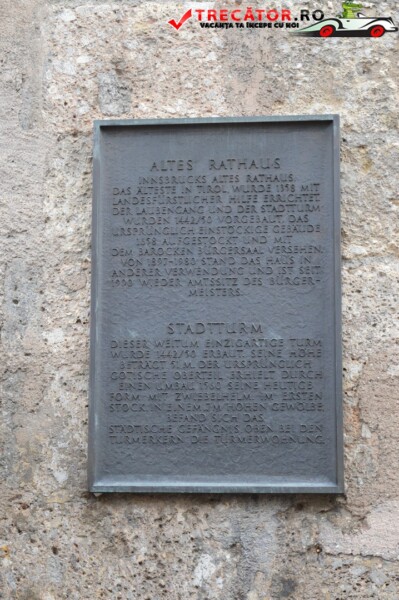 TRECĂTOR.RO
VACANȚA TA ÎNCEPE CU NOI
ALTES RATHAUS
INNSBRUCKS ALTES RATHAUS,
DAS ÄLTESTE IN TIROL, WURDE 1358 MIT
LANDESFÜRSTLICHER HILFE ERRICHTET
DER LAUBENGANG UND DER STADTTURM
WURDEN 1442/50 VORGEBAUT. DAS
URSPRÜNGLICH EINSTÖCKIGE GEBÄUDE
AUFGESTOCKT UND MIT
DEM BAROCKEN BÜRGERSAAL VERSEHEN.
VON 1897-1980 STAND DAS HAUS IN
ANDERER VERWENDUNG UND IST SEIT
WIEDER AMTSSITZ DES BÜRGER-
MEISTERS.
STADTTURM
DIESER WEITUM EINZIGARTIGE TURM
WURDE 1442/50 ERBAUT. SEINE HÖHE
BETRÄGT 51 M. DER URSPRÜNGLICH
GOTISCHE OBERTEIL ERHIELT DURCH
EINEN UMBAU 1560 SEINE HEUTIGE
FORM MIT ZWIEBELHELM. IM ERSTEN
STOCK IN EINEM 7M HOHEN GEWÖLBE
BEFAND SICH DAS
STÄDTISCHE GEFÄNGNIS OBEN BEI DEN
TURMERKERN DIE TÜRMERWOHNUNG